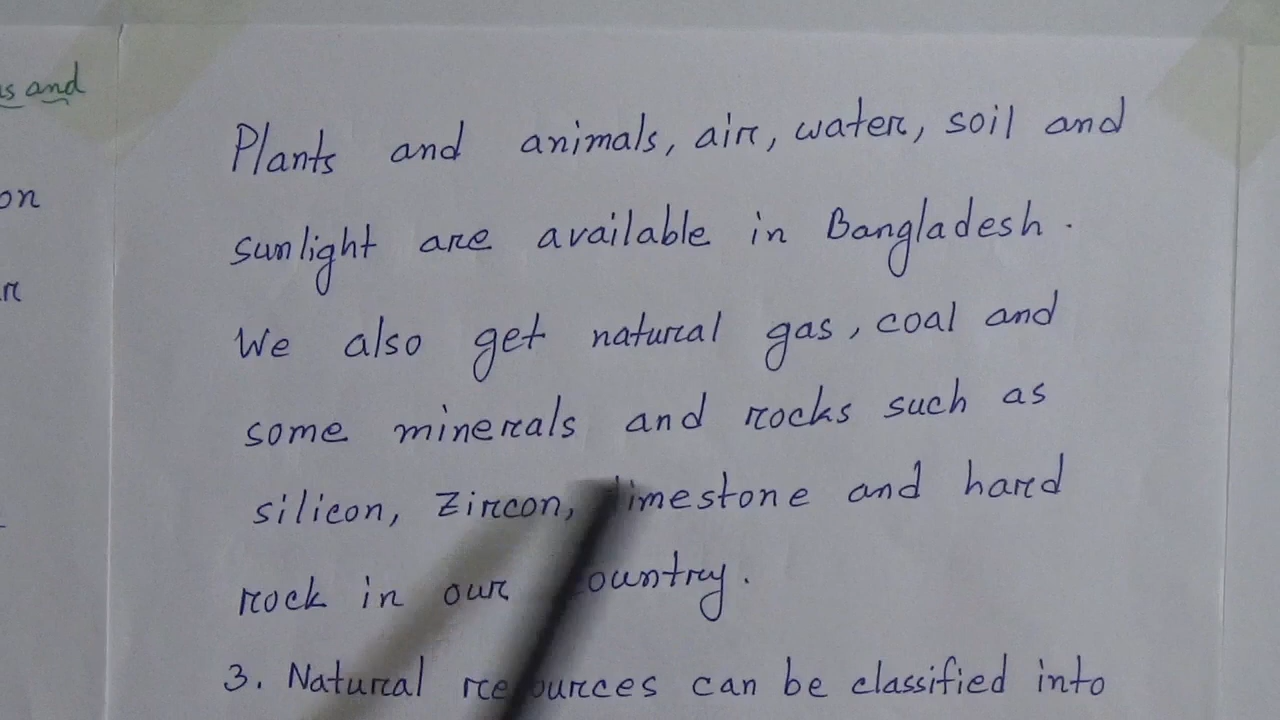 s and
on
r
Plants and animals, air, water, soil and
sunlight are available in Bangladesh.
We also get natural gas, coal and
some minerals and rocks such as
silicon, Zircon, limestone and hard
rock in our country.
3. Natural resources can be classified into